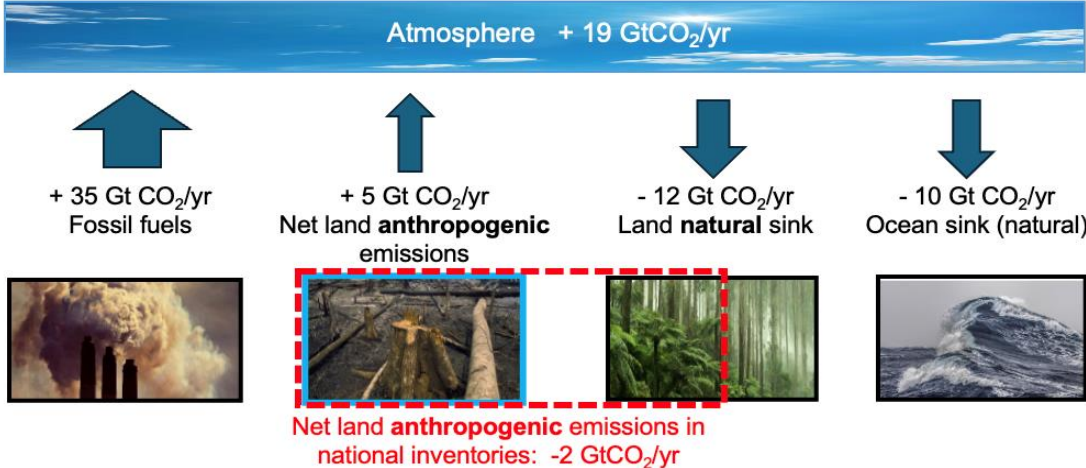 Atmosphere + 19 GtCO₂/yr
+ 35 Gt CO₂/yr
Fossil fuels
+ 5 Gt CO₂/yr
Net land anthropogenic
emissions
- 12 Gt CO₂/yr
Land natural sink
- 10 Gt CO₂/yr
Ocean sink (natural)
Net land anthropogenic emissions in
national inventories: -2 GtCO₂/yr